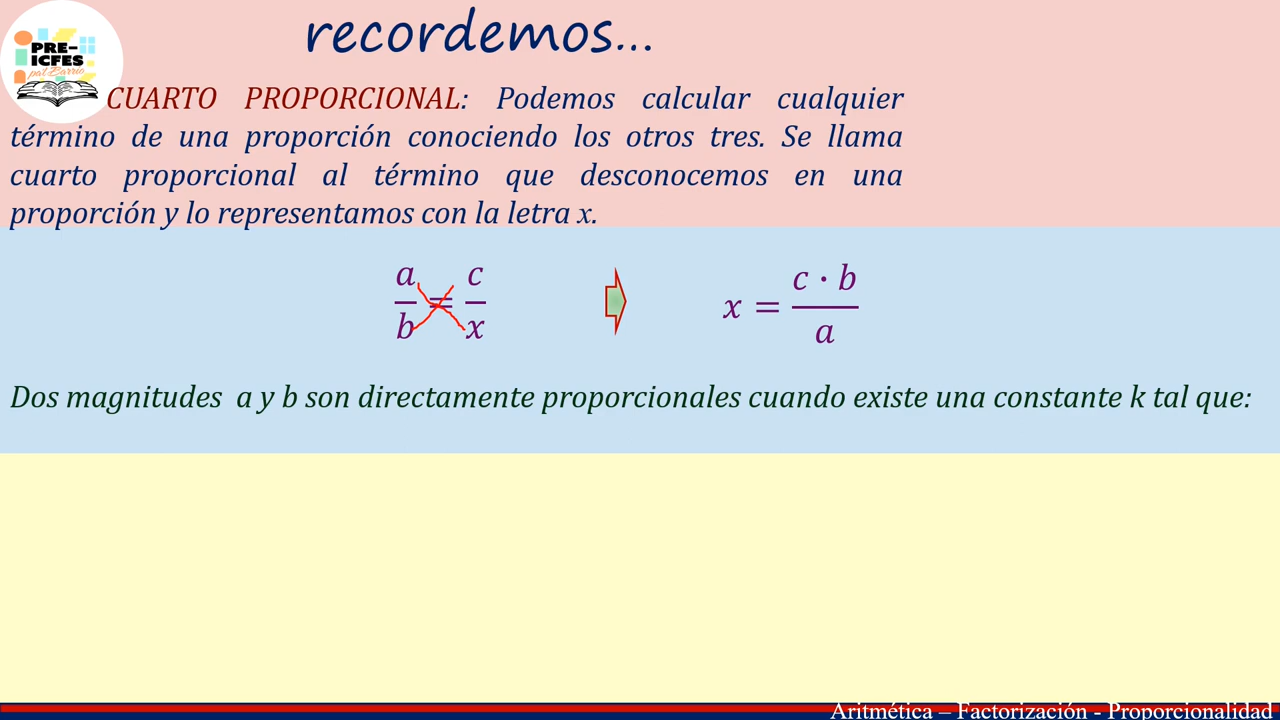 recordemos...
PRE-
ICFES
pal Barrio
CUARTO PROPORCIONAL: Podemos calcular cualquier
término de una proporción conociendo los otros tres. Se llama
cuarto proporcional al término que desconocemos en una
proporción y lo representamos con la letra x.
a/b = c/x
x = c · b/a
Dos magnitudes a y b son directamente proporcionales cuando existe una constante k tal que:
Aritmética – Factorización - Proporcionalidad